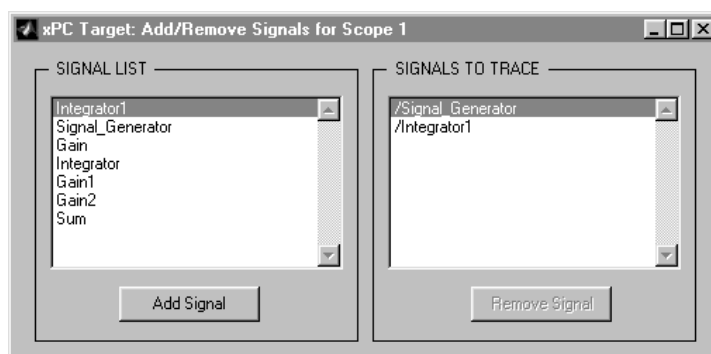 xPC Target: Add/Remove Signals for Scope 1
SIGNAL LIST
Integrator1
Signal_Generator
Gain
Integrator
Gain1
Gain2
Sum
Add Signal
SIGNALS TO TRACE
/Signal_Generator
/Integrator1
Remove Signal